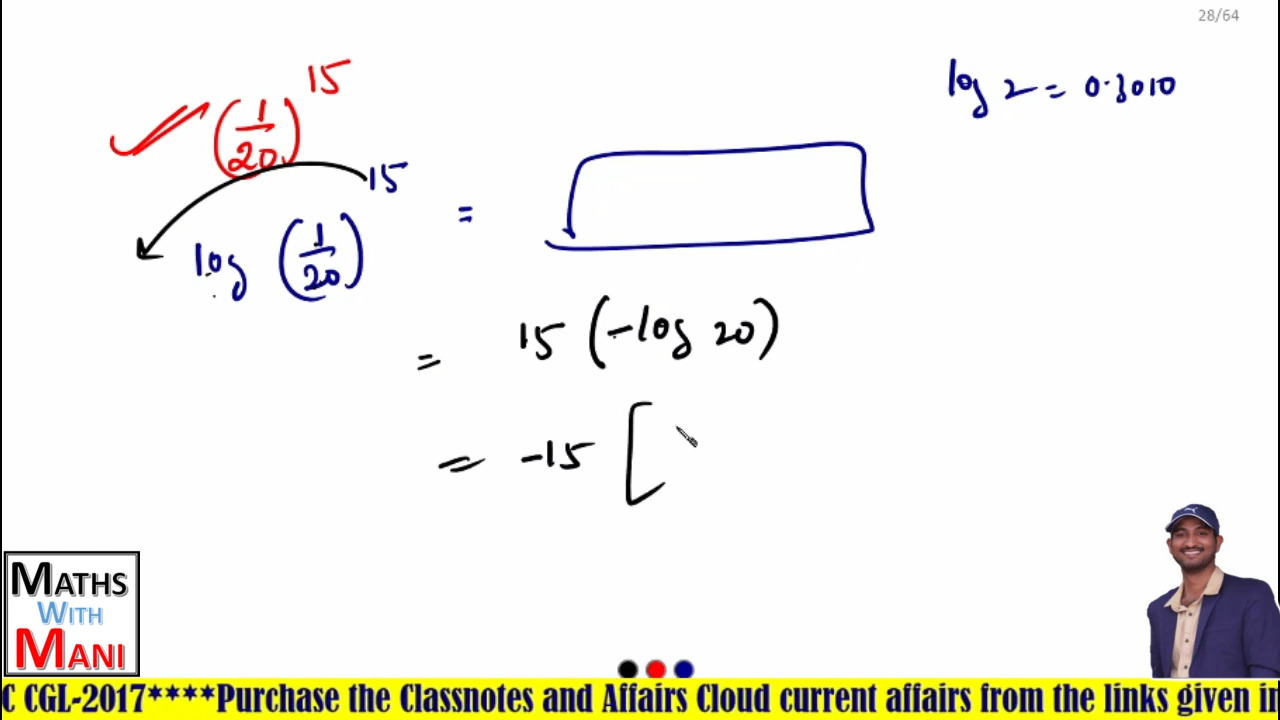 28/64
(1/20)^15
log 2 = 0.3010
log (1/20)^15 =
= 15 (-log 20)
= -15 [
MATHS
WITH
MANI
C CGL-2017****Purchase the Classnotes and Affairs Cloud current affairs from the links given in